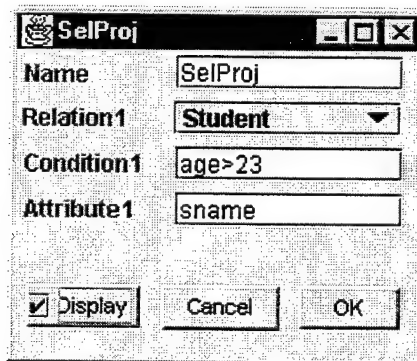 SelProj
Name SelProj
Relation1 Student
Condition1 age>23
Attribute1 sname
Display Cancel OK